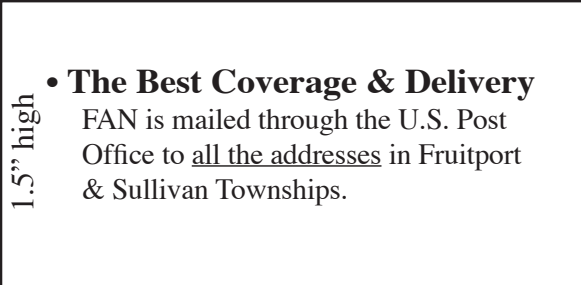 1.5” high
• The Best Coverage & Delivery
FAN is mailed through the U.S. Post
Office to all the addresses in Fruitport
& Sullivan Townships.